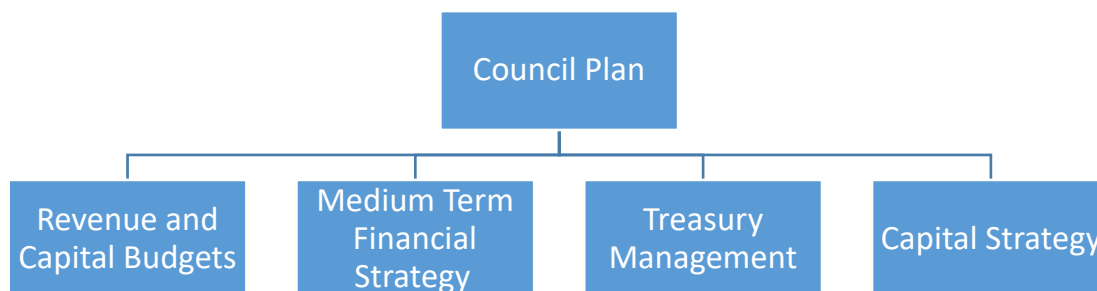 Council Plan
Revenue and
Capital Budgets
Medium Term
Financial
Strategy
Treasury
Management
Capital Strategy